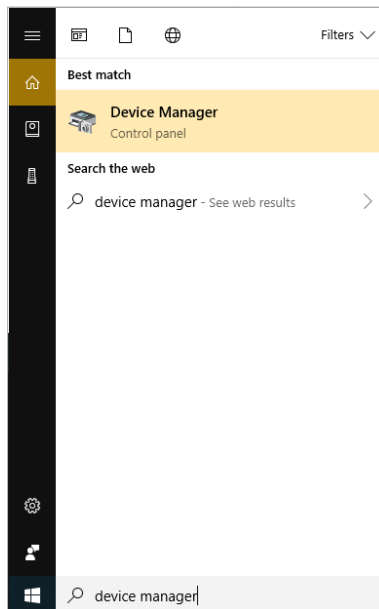 Filters
Best match
Device Manager
Control panel
Search the web
device manager - See web results
device manager